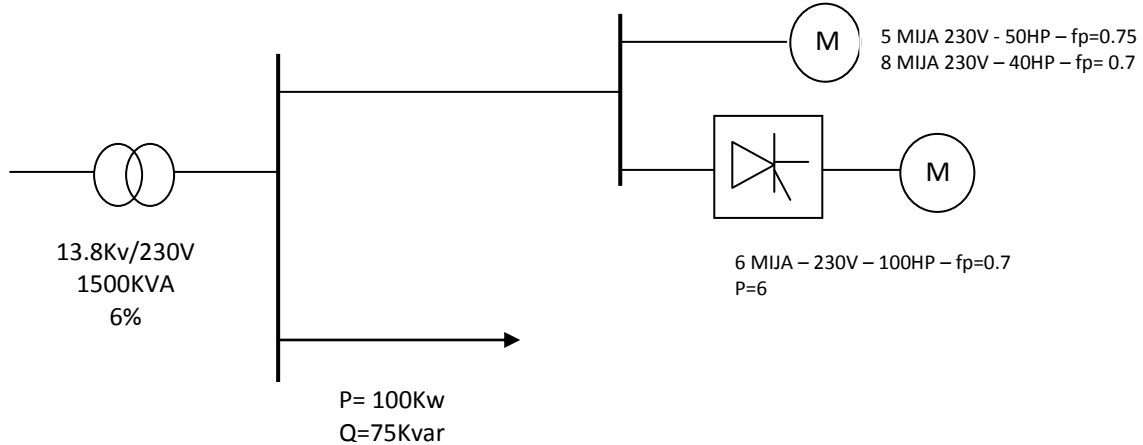 M
5 MIJA 230V - 50HP – fp=0.75
8 MIJA 230V – 40HP – fp= 0.7
M
13.8Kv/230V
1500KVA
6%
6 MIJA – 230V – 100HP – fp=0.7
P=6
P= 100Kw
Q=75Kvar